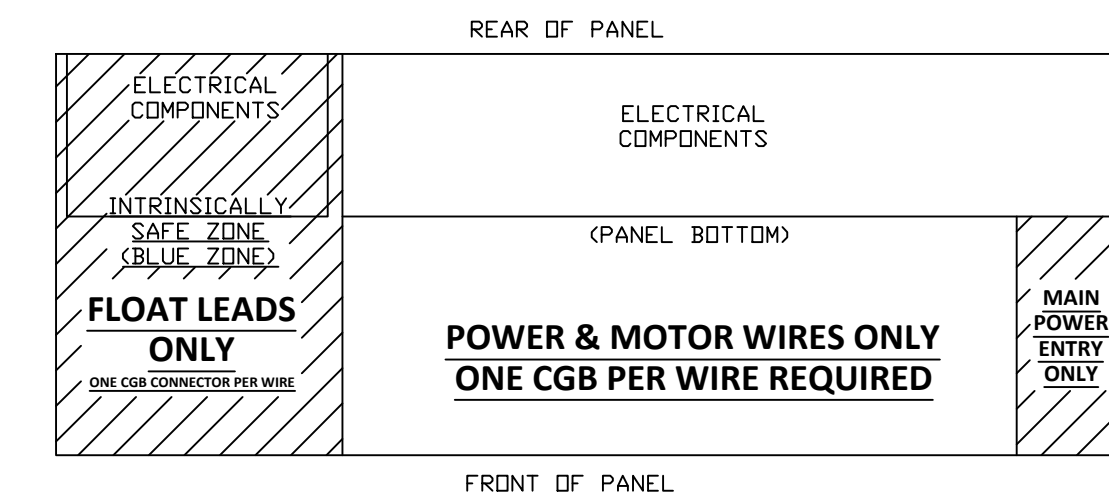 REAR OF PANEL
ELECTRICAL
COMPONENTS
ELECTRICAL
COMPONENTS
INTRINSICALLY
SAFE ZONE
(BLUE ZONE)
FLOAT LEADS
ONLY
ONE CGB CONNECTOR PER WIRE
(PANEL BOTTOM)
POWER & MOTOR WIRES ONLY
ONE CGB PER WIRE REQUIRED
MAIN
POWER
ENTRY
ONLY
FRONT OF PANEL